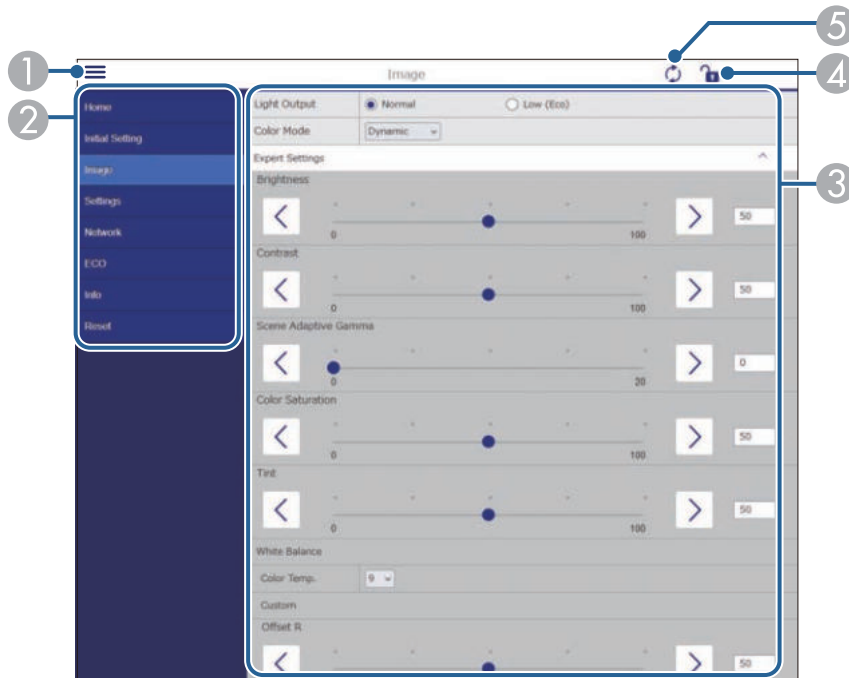 5
1
Image
4
2
Home
Initial Setting
Image
Settings
Network
ECO
Info
Reset
Light Output
Normal
Low (Eco)
Color Mode
Dynamic
Expert Settings
3
Brightness
0
100
50
Contrast
0
100
50
Scene Adaptive Gamma
0
20
0
Color Saturation
0
100
50
Tint
0
100
50
White Balance
Color Temp.
9
Custom
Offset R
50